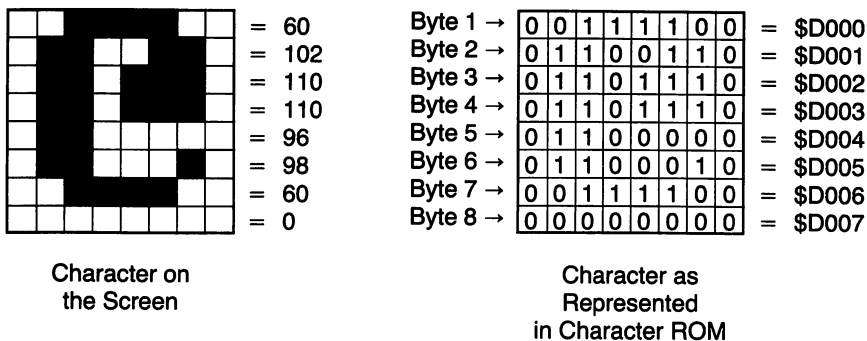 = 60
= 102
= 110
= 110
= 96
= 98
= 60
= 0
Character on
the Screen
Byte 1 → 0 0 1 1 1 1 0 0 = $D000
Byte 2 → 0 1 1 0 0 1 1 0 = $D001
Byte 3 → 0 1 1 0 1 1 1 0 = $D002
Byte 4 → 0 1 1 0 1 1 1 0 = $D003
Byte 5 → 0 1 1 0 0 0 0 0 = $D004
Byte 6 → 0 1 1 0 0 0 1 0 = $D005
Byte 7 → 0 0 1 1 1 1 0 0 = $D006
Byte 8 → 0 0 0 0 0 0 0 0 = $D007
Character as
Represented
in Character ROM